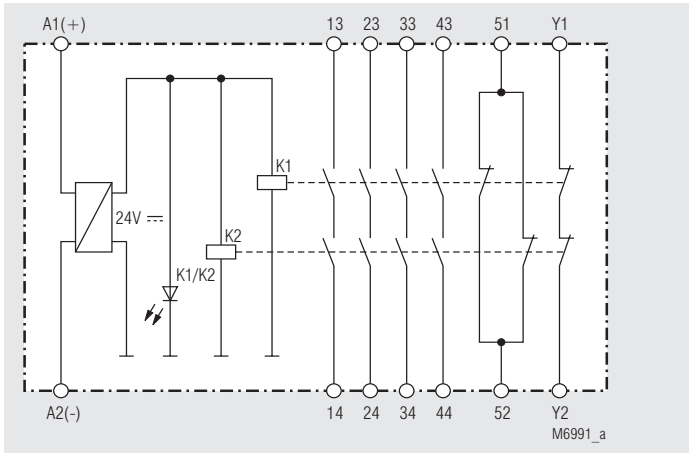 A1(+) 13 23 33 43 51 Y1
K1
24V
K2
K1/K2
A2(-) 14 24 34 44 52 Y2
M6991_a